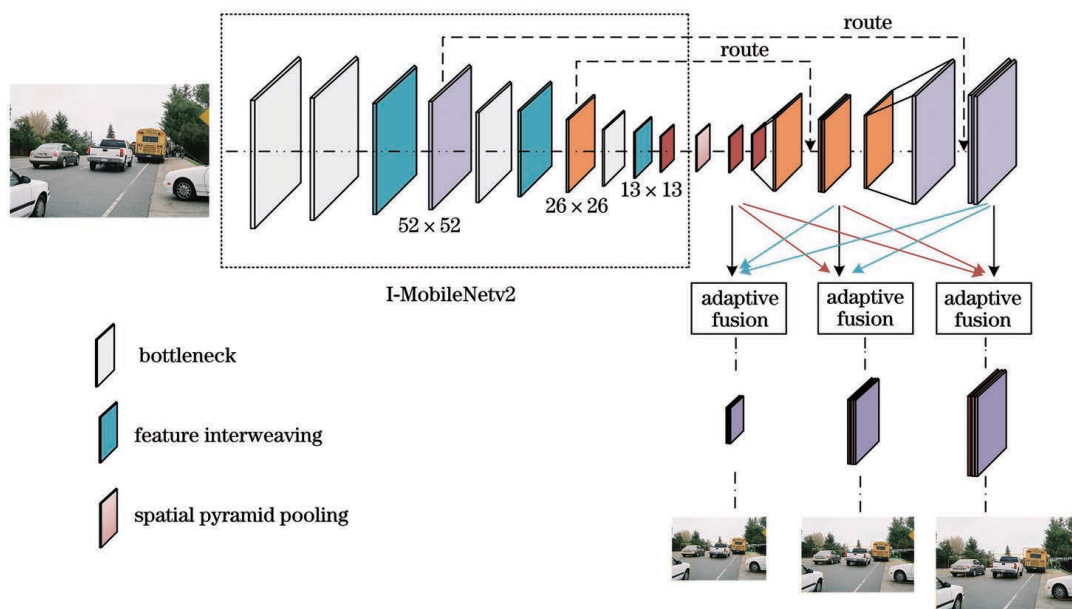 route
route
52 × 52
26 × 26
13 × 13
I-MobileNetv2
adaptive
fusion
adaptive
fusion
adaptive
fusion
bottleneck
feature interweaving
spatial pyramid pooling